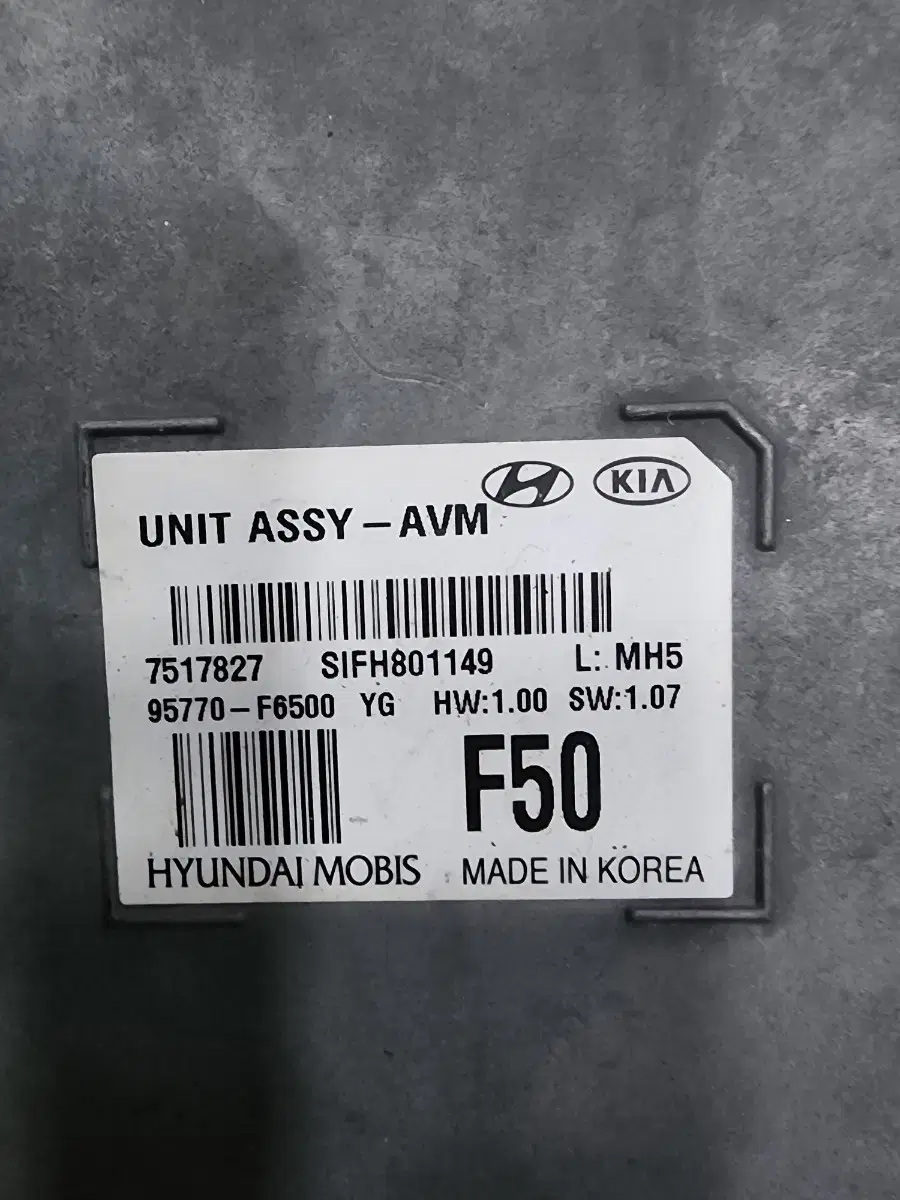 KIA
UNIT ASSY-AVM
7517827 SIFH801149 L: MH5
95770-F6500 YG HW:1.00 SW:1.07
F50
HYUNDAI MOBIS MADE IN KOREA